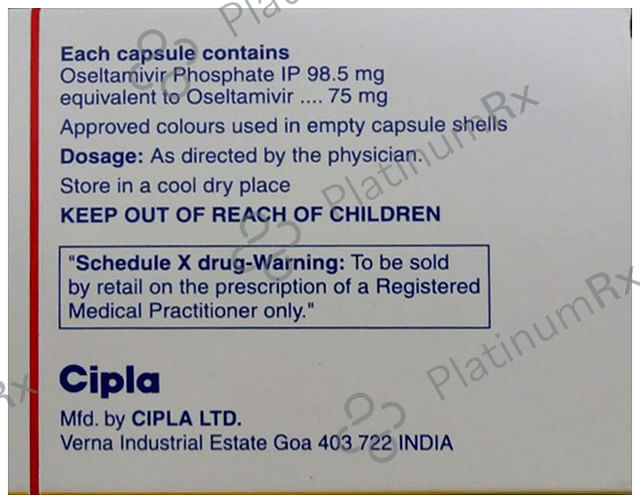 Each capsule contains
Oseltamivir Phosphate IP 98.5 mg
equivalent to Oseltamivir .... 75 mg
Approved colours used in empty capsule shells
Dosage: As directed by the physician.
Store in a cool dry place
KEEP OUT OF REACH OF CHILDREN
"Schedule X drug-Warning: To be sold
by retail on the prescription of a Registered
Medical Practitioner only."
Cipla
Mfd. by CIPLA LTD.
Verna Industrial Estate Goa 403 722 INDIA
PlatinumRx
PlatinumRx